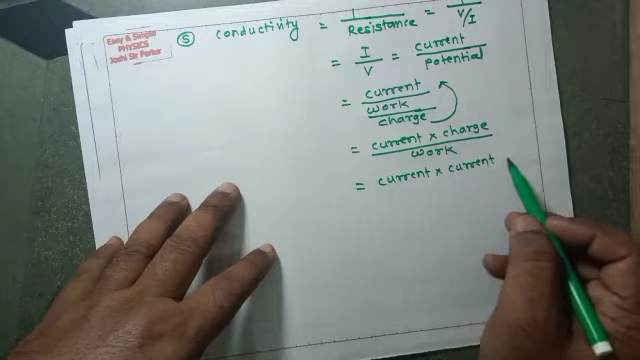 Easy & Simple
PHYSICS
Joshi Sir Portur
⑤ Conductivity = 1 / Resistance = 1 / V/I
= I / V = current / potential
= current / work / charge
= current × charge / work
= current × current